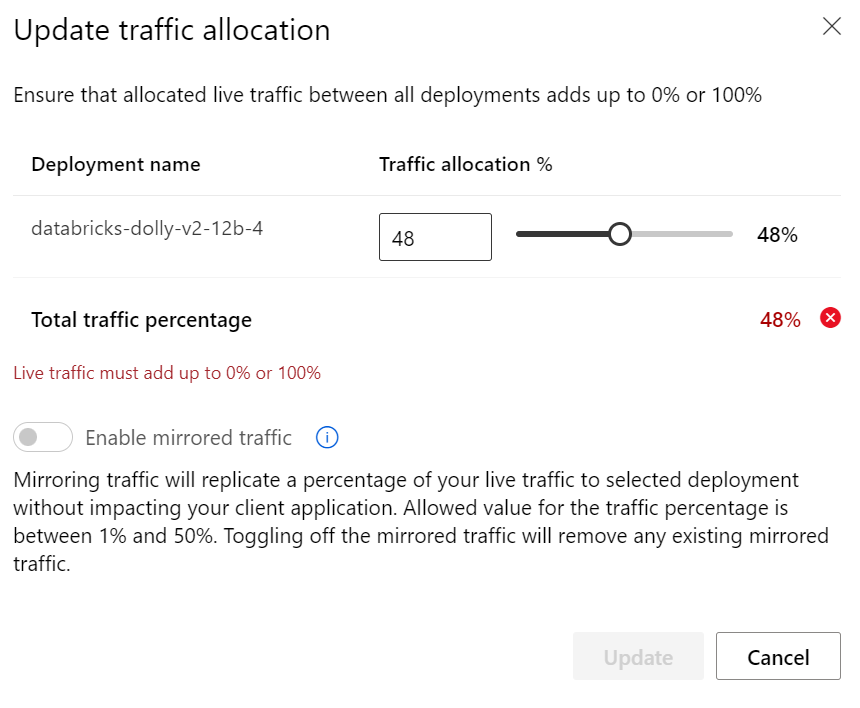 Update traffic allocation
Ensure that allocated live traffic between all deployments adds up to 0% or 100%
Deployment name Traffic allocation %
databricks-dolly-v2-12b-4 48 48%
Total traffic percentage 48%
Live traffic must add up to 0% or 100%
Enable mirrored traffic
Mirroring traffic will replicate a percentage of your live traffic to selected deployment
without impacting your client application. Allowed value for the traffic percentage is
between 1% and 50%. Toggling off the mirrored traffic will remove any existing mirrored
traffic.
Update Cancel